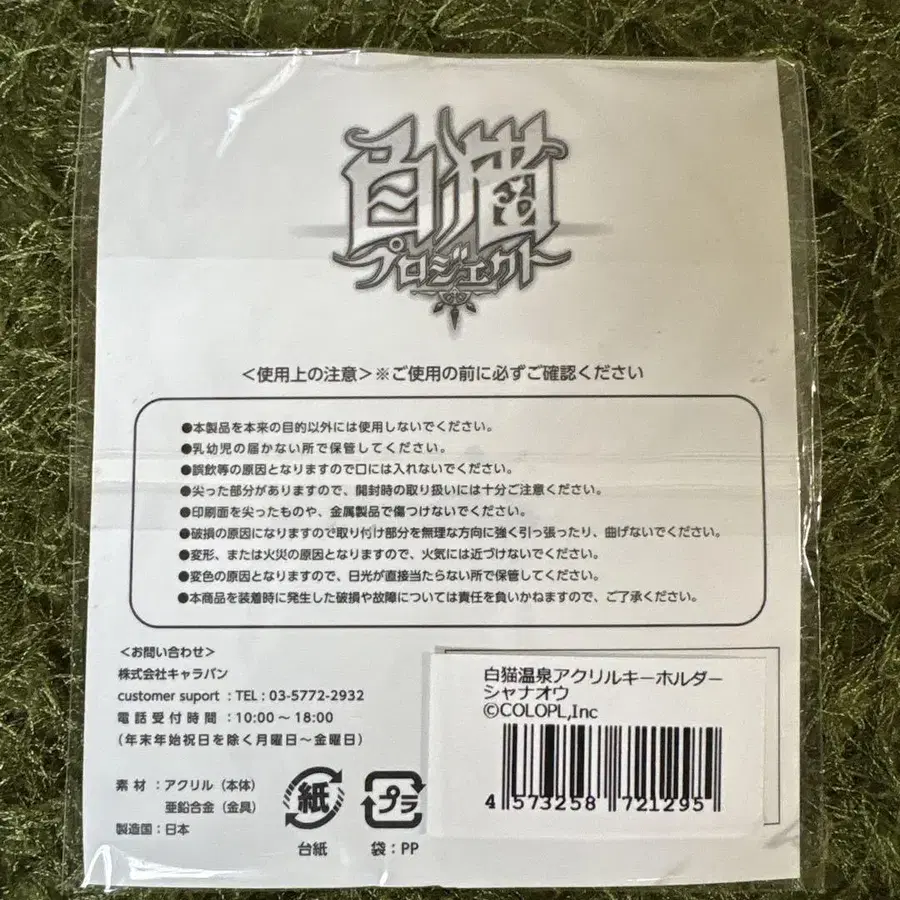 白猫
プロジェクト
＜使用上の注意＞※ご使用の前に必ずご確認ください
●本製品を本来の目的以外には使用しないでください。
●乳幼児の届かない所で保管してください。
●誤飲等の原因となりますので口には入れないでください。
●尖った部分がありますので、開封時の取り扱いには十分ご注意ください。
●印刷面を尖ったものや、金属製品で傷つけないでください。
●破損の原因になりますので取り付け部分を無理な方向に強く引っ張ったり、曲げないでください。
●変形、または火災の原因となりますので、火気には近づけないでください。
●変色の原因となりますので、日光が直接当たらない所で保管してください。
●本商品を装着時に発生した破損や故障については責任を負いかねますので、ご了承ください。
＜お問い合わせ＞
株式会社キャラバン
customer suport : TEL : 03-5772-2932
電話受付時間 : 10:00～18:00
（年末年始祝日を除く月曜日～金曜日）
素材 : アクリル（本体）
亜鉛合金（金具）
製造国 : 日本
紙
台紙
プラ
袋 : PP
白猫温泉アクリルキーホルダー
シャナオウ
©COLOPL,Inc
4 573258 721295